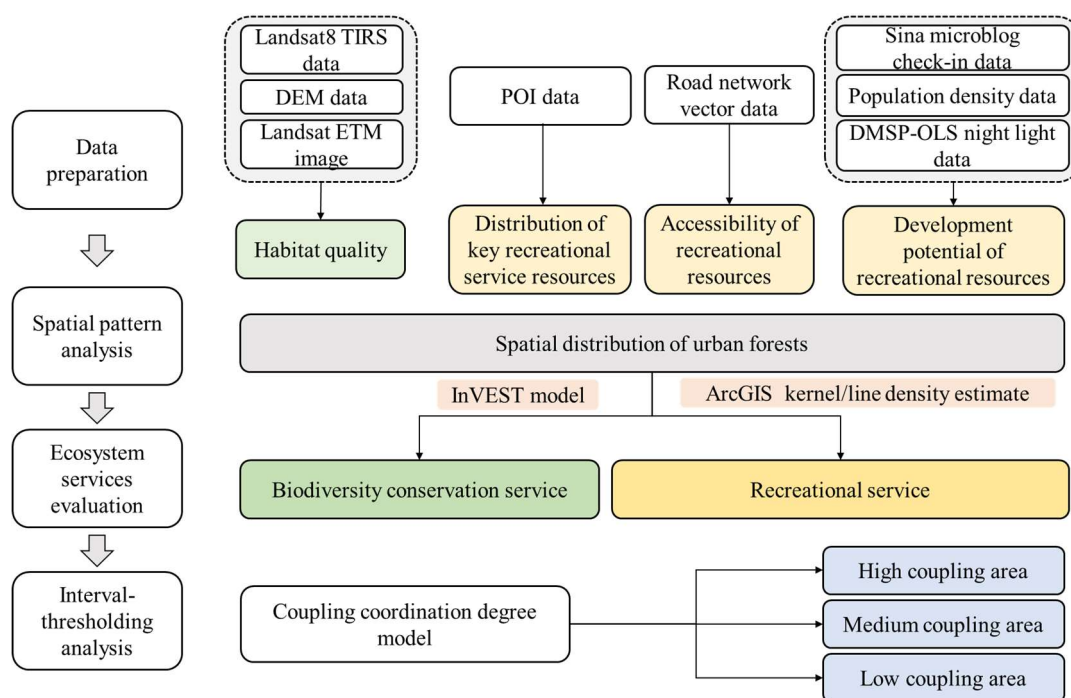 Data
preparation
Spatial pattern
analysis
Ecosystem
services
evaluation
Interval-
thresholding
analysis
Landsat8 TIRS
data
DEM data
Landsat ETM
image
POI data
Road network
vector data
Sina microblog
check-in data
Population density data
DMSP-OLS night light
data
Habitat quality
Distribution of
key recreational
service resources
Accessibility of
recreational
resources
Development
potential of
recreational resources
Spatial distribution of urban forests
InVEST model
ArcGIS kernel/line density estimate
Biodiversity conservation service
Recreational service
Coupling coordination degree
model
High coupling area
Medium coupling area
Low coupling area